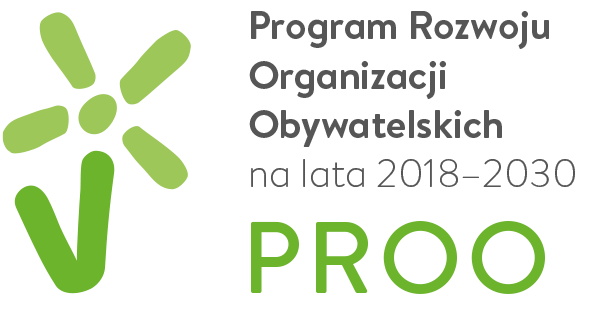 Program Rozwoju
Organizacji
Obywatelskich
na lata 2018–2030
PROO